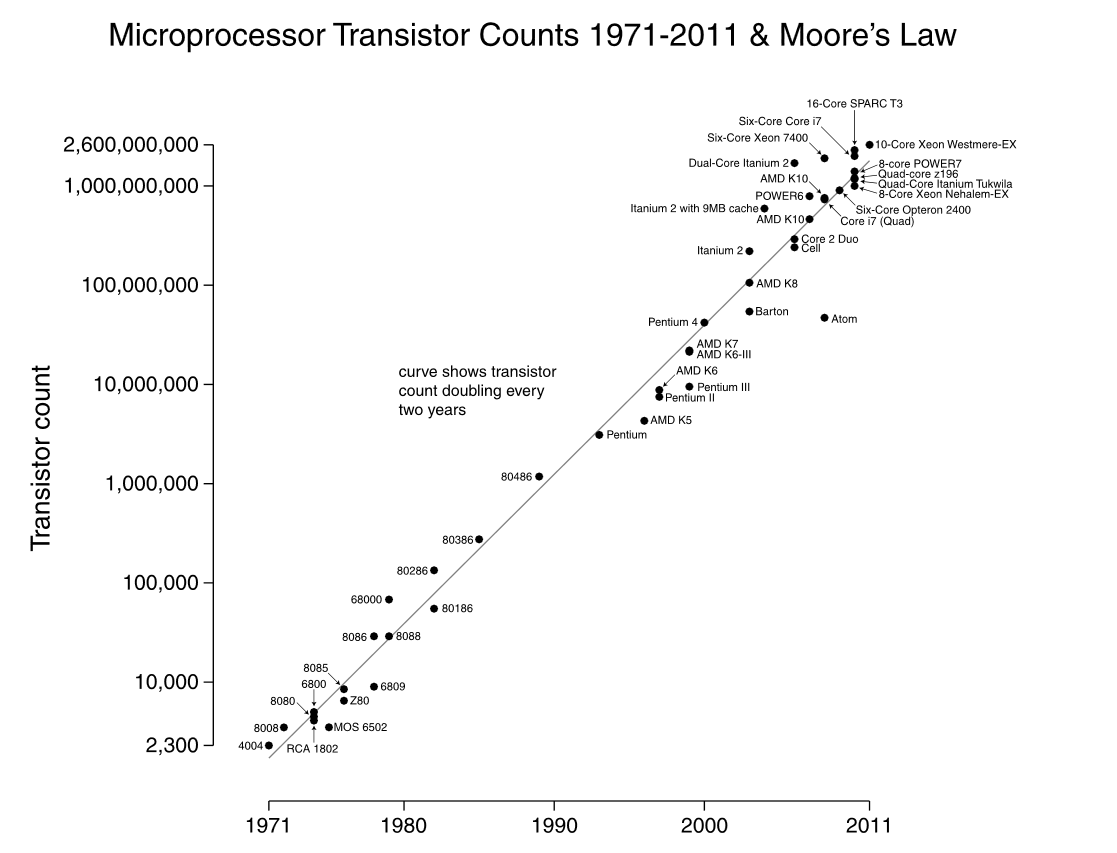 Microprocessor Transistor Counts 1971-2011 & Moore's Law
16-Core SPARC T3
Six-Core Core i7
Six-Core Xeon 7400
2,600,000,000
10-Core Xeon Westmere-EX
Dual-Core Itanium 2
8-core POWER7
Quad-core z196
AMD K10
1,000,000,000
Quad-Core Itanium Tukwila
8-Core Xeon Nehalem-EX
POWER6
Itanium 2 with 9MB cache
Six-Core Opteron 2400
AMD K10
Core i7 (Quad)
Core 2 Duo
Itanium 2
Cell
100,000,000
AMD K8
Barton
Atom
Pentium 4
AMD K7
AMD K6-III
curve shows transistor
count doubling every
two years
AMD K6
10,000,000
Pentium III
Pentium II
AMD K5
Pentium
Transistor count
80486
1,000,000
80386
80286
100,000
68000
80186
8086
8088
8085
10,000
6800
6809
8080
Z80
8008
MOS 6502
2,300
4004
RCA 1802
1971
1980
1990
2000
2011